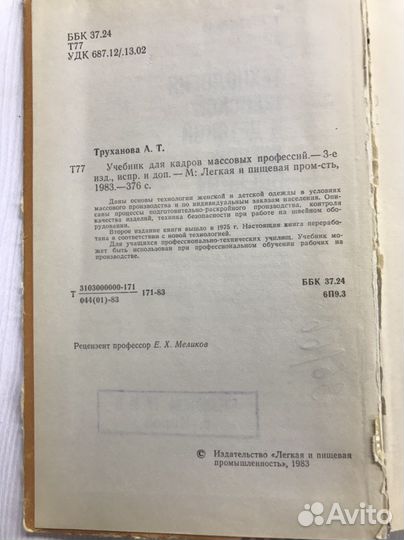 ББК 37.24
Т77
УДК 687.12/.13.02
Труханова А. Т.
Т77 Учебник для кадров массовых профессий.— 3-е
изд., испр. и доп. — М: Легкая и пищевая пром-сть,
1983.—376 с.
Даны основы технологии женской и детской одежды в условиях
массового производства и по индивидуальным заказам населения. Опи-
саны процессы подготовительно-раскройного производства, контроля
качества изделий, техника безопасности при работе на швейном обо-
рудовании.
Второе издание книги вышло в 1975 г. Настоящая книга переработа-
на в соответствии с новой технологией.
Для учащихся профессионально-технических училищ. Учебник мо-
жет быть использован при профессиональном обучении рабочих на
производстве.
Т 3103000000-171 171-83 ББК 37.24
044(01)-83 6П9.3
Рецензент профессор Е. Х. Меликов
© Издательство «Легкая и пищевая
промышленность», 1983
Avito